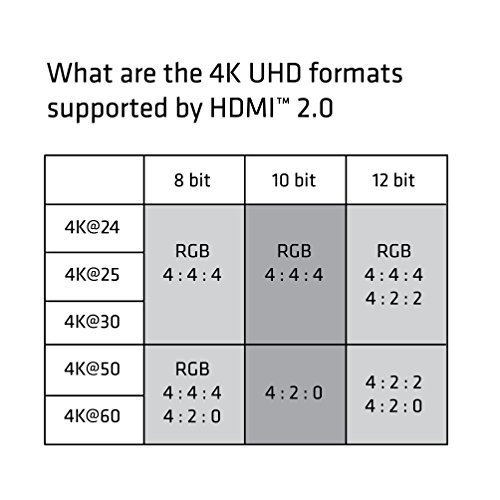 What are the 4K UHD formats
supported by HDMI™ 2.0
8 bit 10 bit 12 bit
4K@24
4K@25
4K@30
RGB
4:4:4
RGB
4:4:4
RGB
4:4:4
4:2:2
4K@50
4K@60
RGB
4:4:4
4:2:0
4:2:0
4:2:2
4:2:0